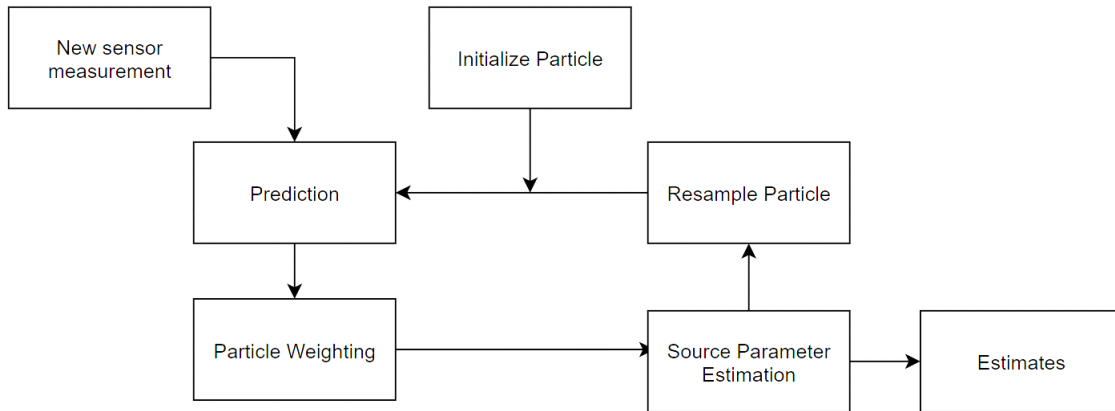 New sensor
measurement
Initialize Particle
Prediction
Resample Particle
Particle Weighting
Source Parameter
Estimation
Estimates